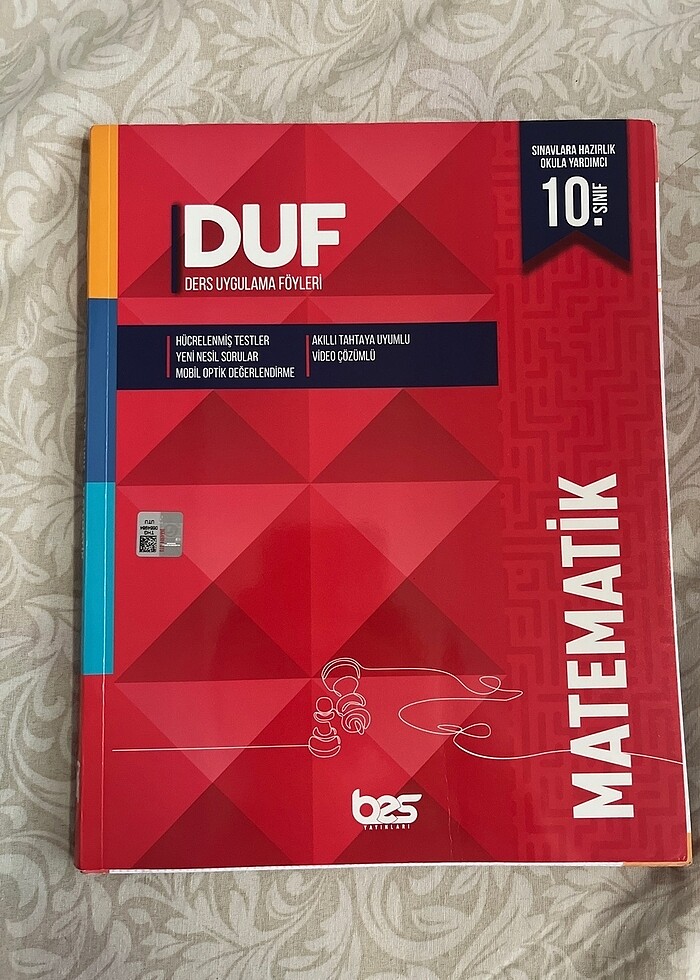 SINAVLARA HAZIRLIK
OKULA YARDIMCI
10.
SINIF
DUF
DERS UYGULAMA FÖYLERİ
HÜCRELENMİŞ TESTLER
YENİ NESİL SORULAR
MOBİL OPTİK DEĞERLENDİRME
AKILLI TAHTAYA UYUMLU
VİDEO ÇÖZÜMLÜ
MATEMATİK
bes
YAYINLARI